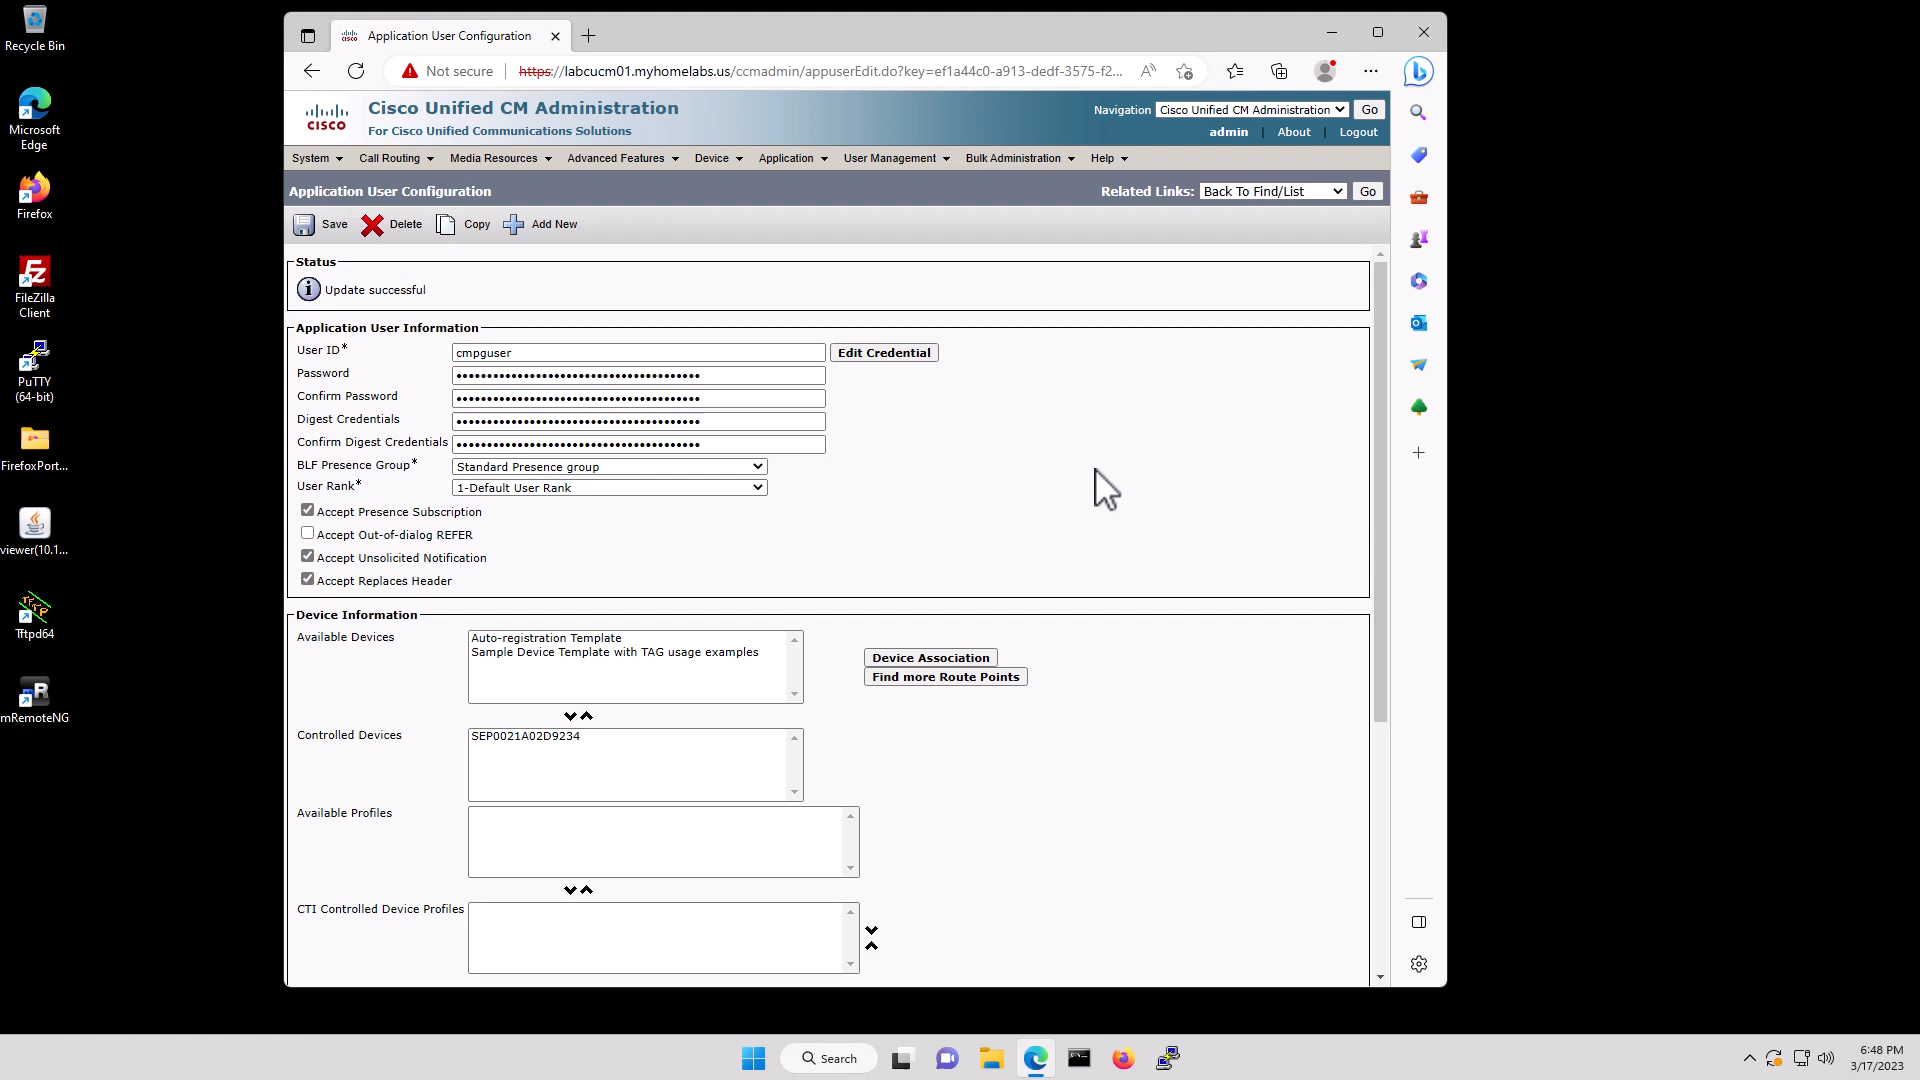 Recycle Bin
Microsoft
Edge
Firefox
FileZilla
Client
PuTTY
(64-bit)
FirefoxPort...
viewer(10.1...
Tftpd64
mRemoteNG
Application User Configuration
Not secure
https://labcucm01.myhomelabs.us/ccmadmin/appuserEdit.do?key=ef1a44c0-a913-dedf-3575-f2...
CISCO
Cisco Unified CM Administration
For Cisco Unified Communications Solutions
Navigation Cisco Unified CM Administration Go
admin | About | Logout
System Call Routing Media Resources Advanced Features Device Application User Management Bulk Administration Help
Application User Configuration
Related Links: Back To Find/List Go
Save Delete Copy Add New
Status
Update successful
Application User Information
User ID* cmpguser Edit Credential
Password
Confirm Password
Digest Credentials
Confirm Digest Credentials
BLF Presence Group* Standard Presence group
User Rank* 1-Default User Rank
Accept Presence Subscription
Accept Out-of-dialog REFER
Accept Unsolicited Notification
Accept Replaces Header
Device Information
Available Devices
Auto-registration Template
Sample Device Template with TAG usage examples
Device Association
Find more Route Points
Controlled Devices
SEP0021A02D9234
Available Profiles
CTI Controlled Device Profiles
Search
6:48 PM
3/17/2023